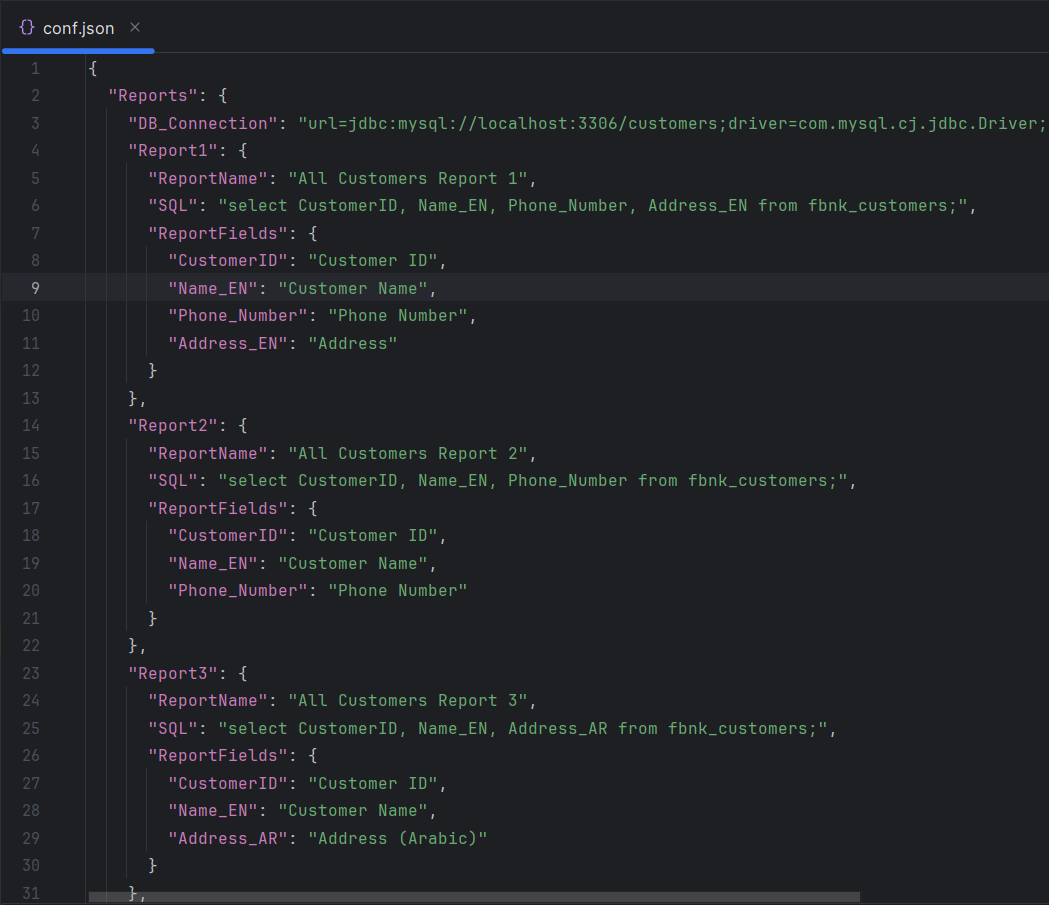 {} conf.json ×
1 {
2 "Reports": {
3 "DB_Connection": "url=jdbc:mysql://localhost:3306/customers;driver=com.mysql.cj.jdbc.Driver;
4 "Report1": {
5 "ReportName": "All Customers Report 1",
6 "SQL": "select CustomerID, Name_EN, Phone_Number, Address_EN from fbnk_customers;",
7 "ReportFields": {
8 "CustomerID": "Customer ID",
9 "Name_EN": "Customer Name",
10 "Phone_Number": "Phone Number",
11 "Address_EN": "Address"
12 }
13 },
14 "Report2": {
15 "ReportName": "All Customers Report 2",
16 "SQL": "select CustomerID, Name_EN, Phone_Number from fbnk_customers;",
17 "ReportFields": {
18 "CustomerID": "Customer ID",
19 "Name_EN": "Customer Name",
20 "Phone_Number": "Phone Number"
21 }
22 },
23 "Report3": {
24 "ReportName": "All Customers Report 3",
25 "SQL": "select CustomerID, Name_EN, Address_AR from fbnk_customers;",
26 "ReportFields": {
27 "CustomerID": "Customer ID",
28 "Name_EN": "Customer Name",
29 "Address_AR": "Address (Arabic)"
30 }
31 },